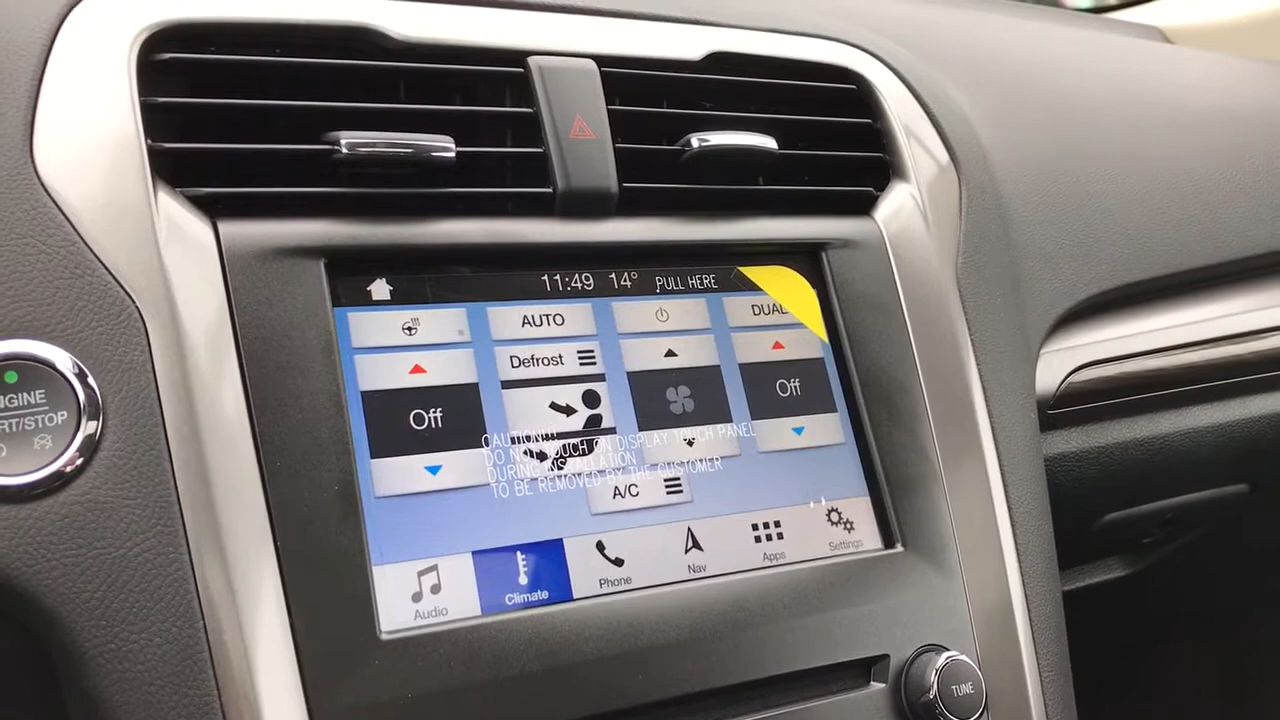 11:49 14° PULL HERE
AUTO
DUAL
Defrost
Off
Off
ENGINE
START/STOP
CAUTION!!!
DO NOT TOUCH ON DISPLAY TOUCH PANEL
DURING INSTALLATION
TO BE REMOVED BY THE CUSTOMER
A/C
Audio
Climate
Phone
Nav
Apps
Settings
TUNE